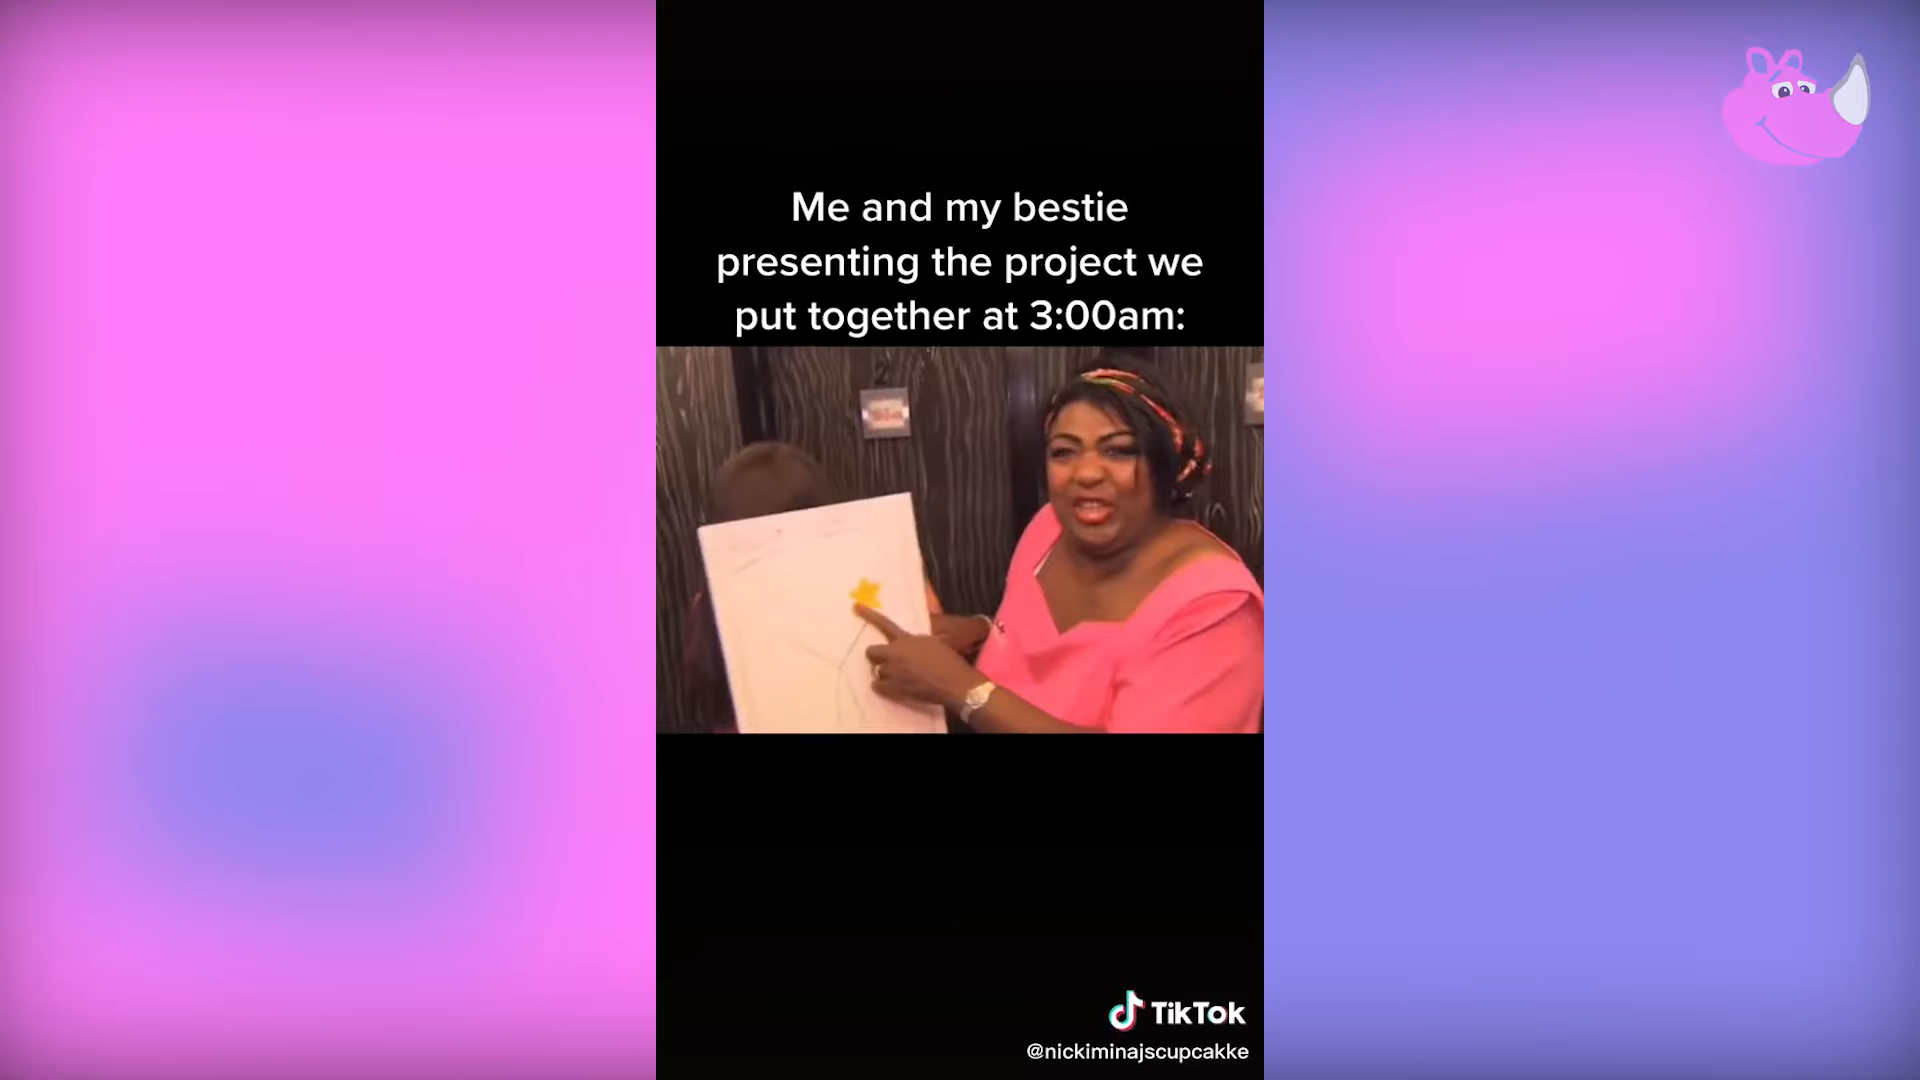 Me and my bestie
presenting the project we
put together at 3:00am:
TikTok
@nickiminajscupcakke